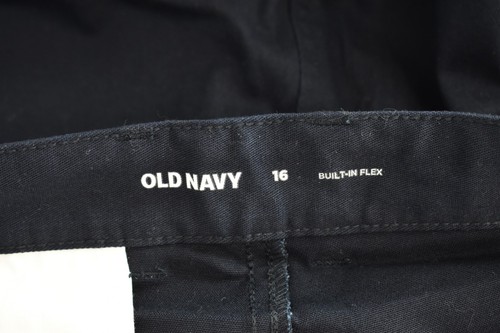 OLD NAVY 16 BUILT-IN FLEX